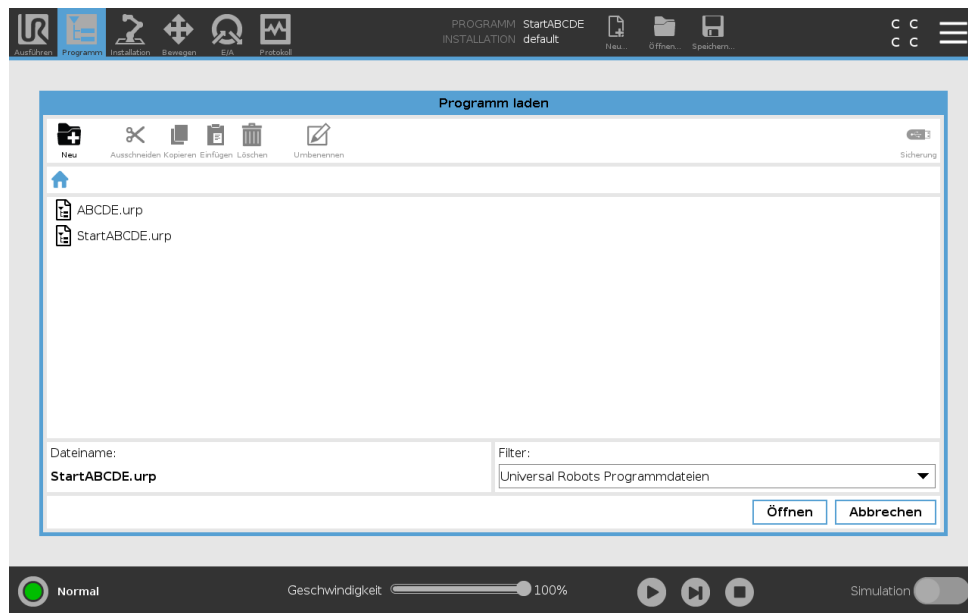 PROGRAMM StartABCDE
INSTALLATION default
C C
C C
Ausführen Programm Installation Bewegen E/A Protokoll Neu... Öffnen... Speichern...
Programm laden
Neu Ausschneiden Kopieren Einfügen Löschen Umbenennen Sicherung
ABCDE.urp
StartABCDE.urp
Dateiname: Filter:
StartABCDE.urp Universal Robots Programmdateien
Öffnen Abbrechen
Normal Geschwindigkeit 100% Simulation